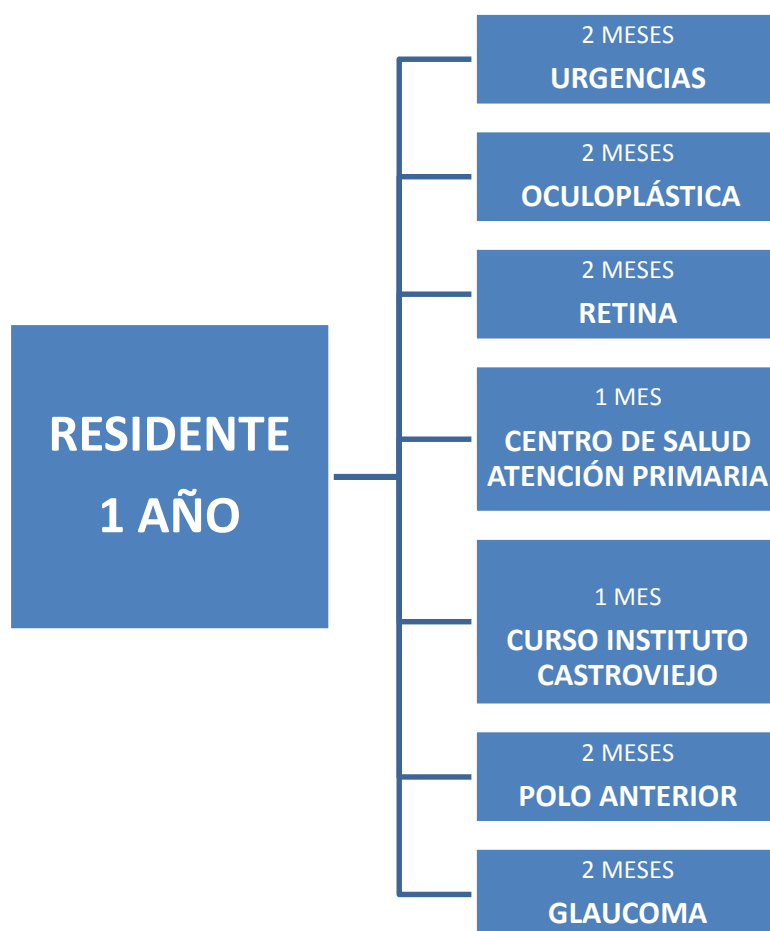 2 MESES
URGENCIAS
2 MESES
OCULOPLÁSTICA
2 MESES
RETINA
1 MES
CENTRO DE SALUD
ATENCIÓN PRIMARIA
RESIDENTE
1 AÑO
1 MES
CURSO INSTITUTO
CASTROVIEJO
2 MESES
POLO ANTERIOR
2 MESES
GLAUCOMA